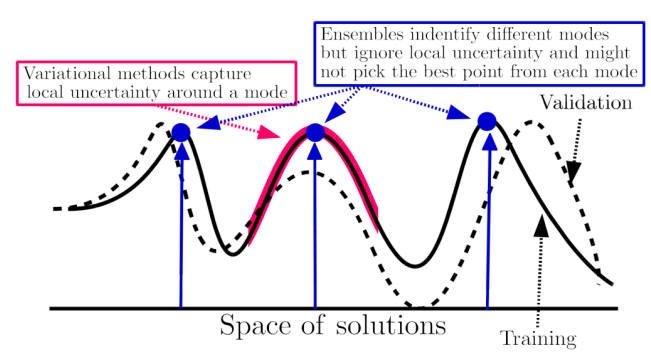 Ensembles indentify different modes
but ignore local uncertainty and might
not pick the best point from each mode
Variational methods capture
local uncertainty around a mode
Validation
Space of solutions
Training